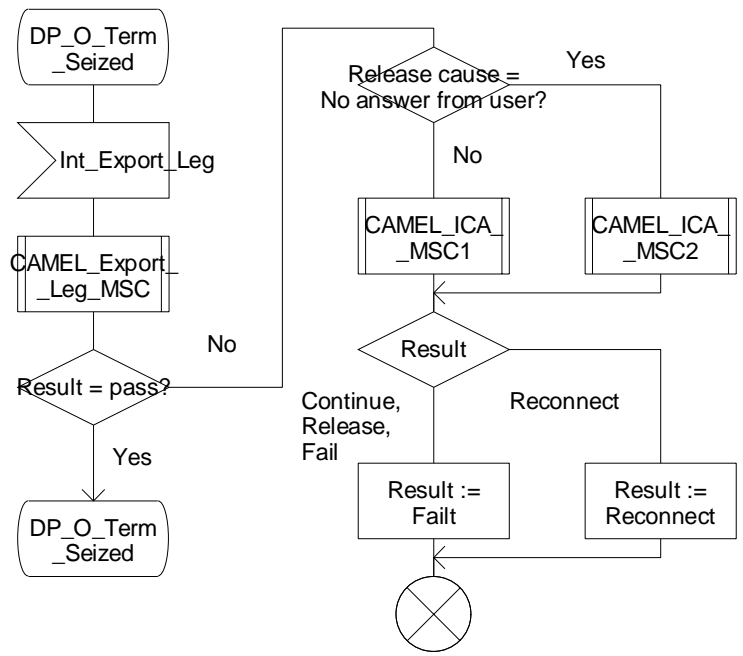 DP_O_Term
_Seized
Int_Export_Leg
CAMEL_Export_
_Leg_MSC
Result = pass?
No
Yes
DP_O_Term
_Seized
Release cause =
No answer from user?
Yes
No
CAMEL_ICA_
_MSC1
CAMEL_ICA_
_MSC2
Result
Continue,
Release,
Fail
Reconnect
Result :=
Failt
Result :=
Reconnect